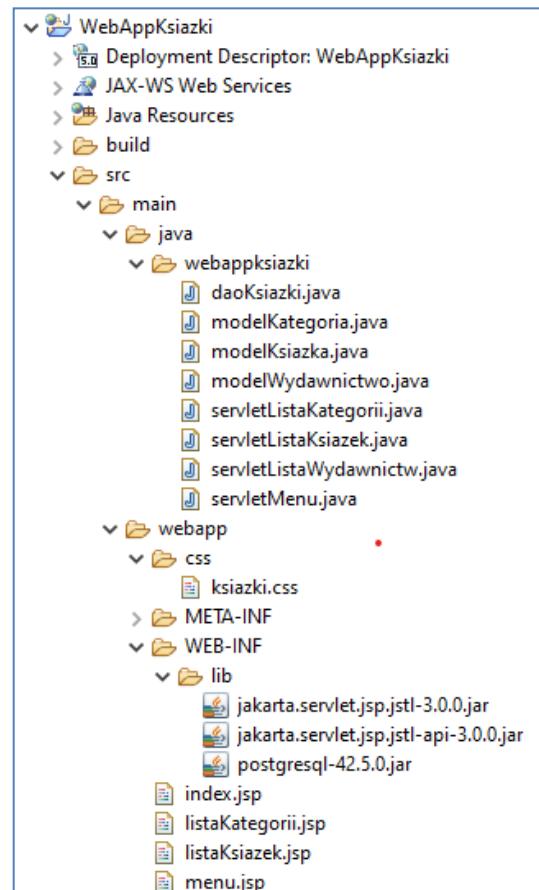 WebAppKsiazki
5.0 Deployment Descriptor: WebAppKsiazki
JAX-WS Web Services
Java Resources
build
src
main
java
webappksiazki
daoKsiazki.java
modelKategoria.java
modelKsiazka.java
modelWydawnictwo.java
servletListaKategorii.java
servletListaKsiazek.java
servletListaWydawnictw.java
servletMenu.java
webapp
css
ksiazki.css
META-INF
WEB-INF
lib
jakarta.servlet.jsp.jstl-3.0.0.jar
jakarta.servlet.jsp.jstl-api-3.0.0.jar
postgresql-42.5.0.jar
index.jsp
listaKategorii.jsp
listaKsiazek.jsp
menu.jsp